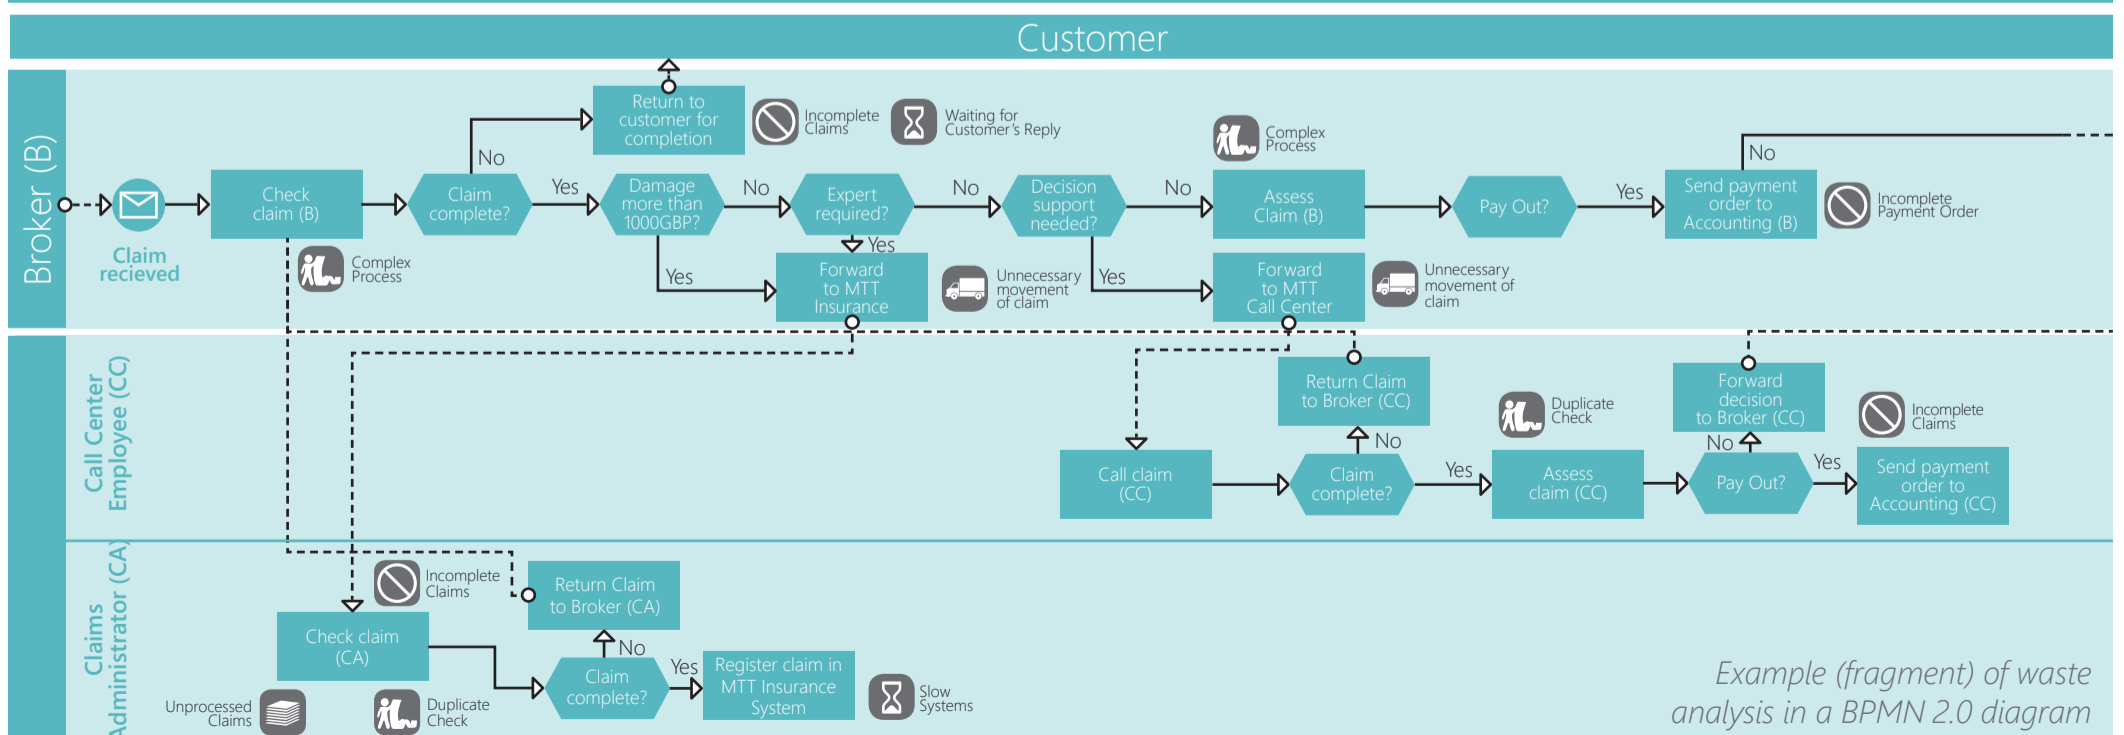 Customer
Broker (B)
Claim
recieved
Check
claim (B)
Complex
Process
Claim
complete?
No
Return to
customer for
completion
Incomplete
Claims
Waiting for
Customer's Reply
Yes
Damage
more than
1000GBP?
No
Yes
Expert
required?
Yes
Forward
to MTT
Insurance
Unnecessary
movement
of claim
No
Decision
support
needed?
Yes
Forward
to MTT
Call Center
Unnecessary
movement of
claim
No
Complex
Process
Assess
Claim (B)
Pay Out?
Yes
No
Send payment
order to
Accounting (B)
Incomplete
Payment Order
Call Center
Employee (CC)
Call claim
(CC)
Claim
complete?
No
Return Claim
to Broker (CC)
Yes
Duplicate
Check
Assess
claim (CC)
Pay Out?
No
Forward
decision
to Broker (CC)
Yes
Incomplete
Claims
Send payment
order to
Accounting (CC)
Claims
Administrator (CA)
Incomplete
Claims
Check claim
(CA)
Unprocessed
Claims
Duplicate
Check
Claim
complete?
No
Return Claim
to Broker (CA)
Yes
Register claim in
MTT Insurance
System
Slow
Systems
Example (fragment) of waste
analysis in a BPMN 2.0 diagram